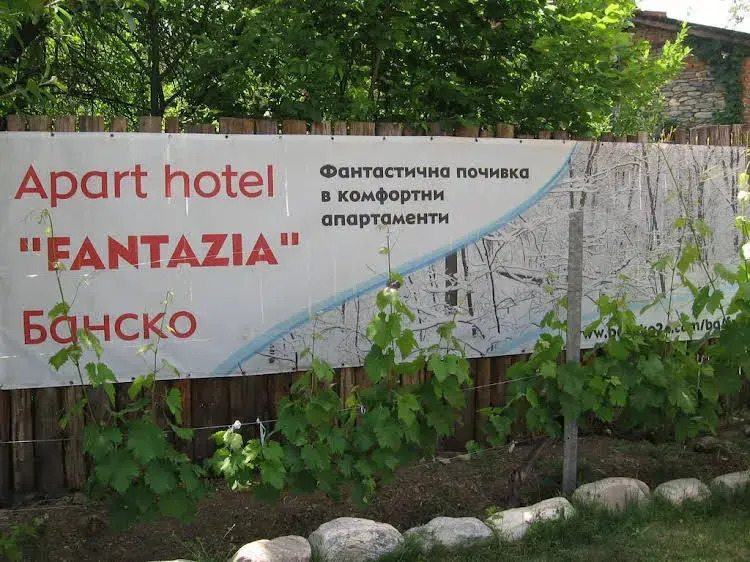 Apart hotel
"FANTAZIA"
Банско
Фантастична почивка
в комфортни
апартаменти